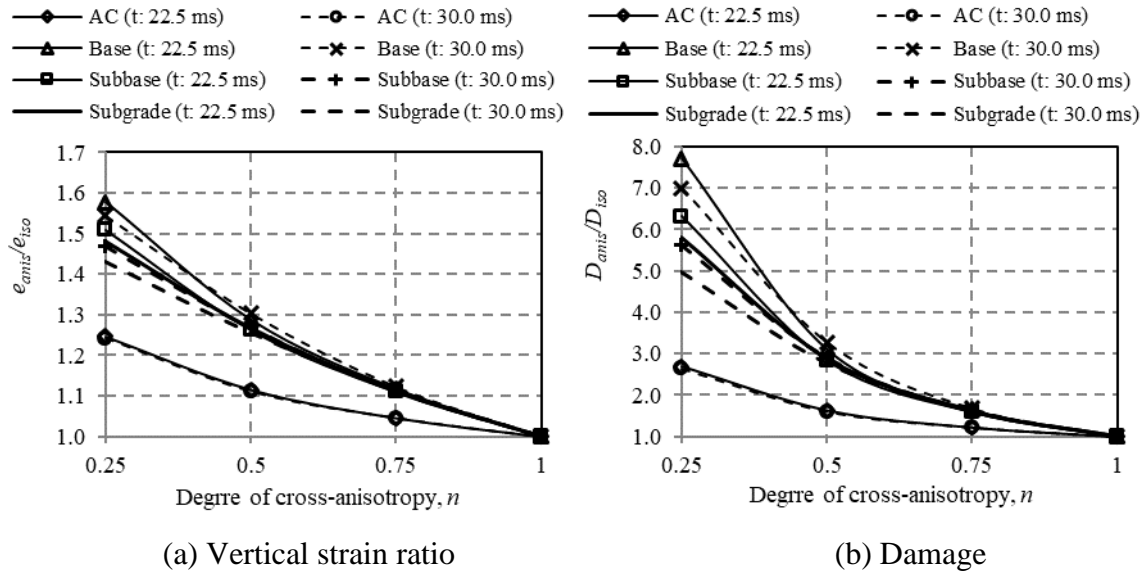 AC (t: 22.5 ms)
AC (t: 30.0 ms)
Base (t: 22.5 ms)
Base (t: 30.0 ms)
Subbase (t: 22.5 ms)
Subbase (t: 30.0 ms)
Subgrade (t: 22.5 ms)
Subgrade (t: 30.0 ms)
e_anis/e_iso
1.7
1.6
1.5
1.4
1.3
1.2
1.1
1.0
0.25 0.5 0.75 1
Degrre of cross-anisotropy, n
(a) Vertical strain ratio
AC (t: 22.5 ms)
AC (t: 30.0 ms)
Base (t: 22.5 ms)
Base (t: 30.0 ms)
Subbase (t: 22.5 ms)
Subbase (t: 30.0 ms)
Subgrade (t: 22.5 ms)
Subgrade (t: 30.0 ms)
D_anis/D_iso
8.0
7.0
6.0
5.0
4.0
3.0
2.0
1.0
0.25 0.5 0.75 1
Degrre of cross-anisotropy, n
(b) Damage